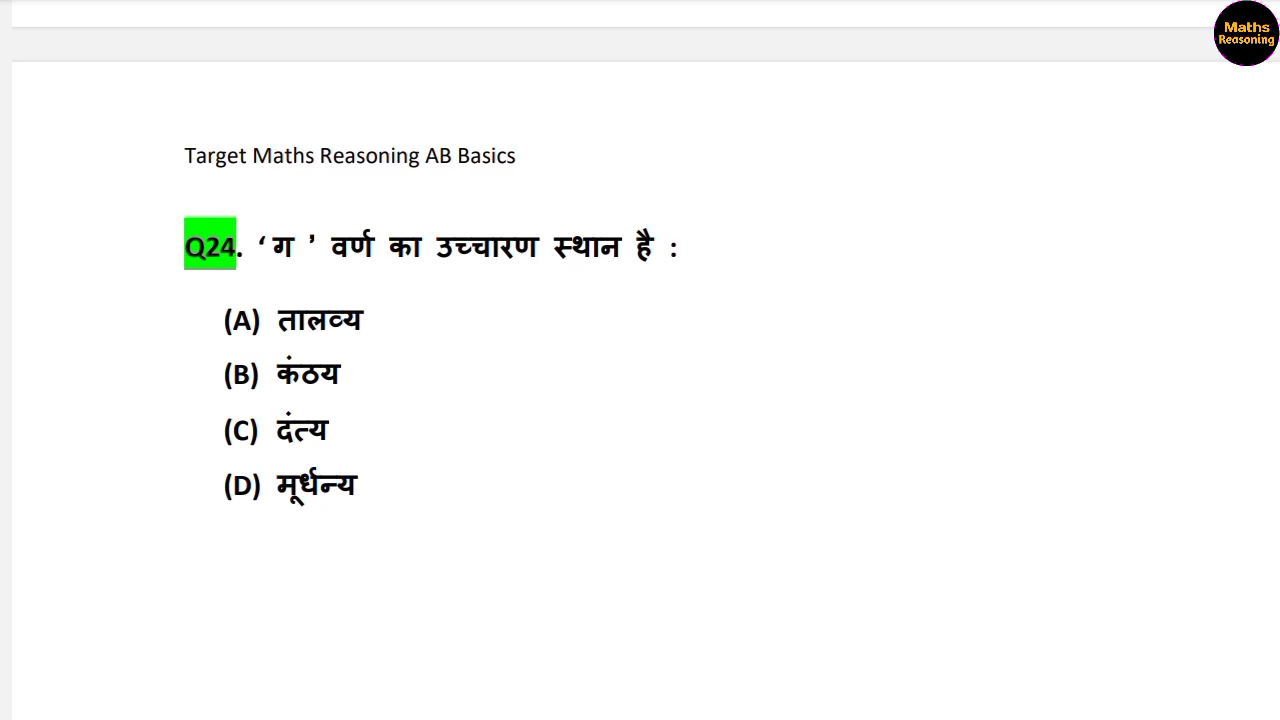 Maths
Reasoning
Target Maths Reasoning AB Basics
Q24. ‘ ग ’ वर्ण का उच्चारण स्थान है :
(A) तालव्य
(B) कंठय
(C) दंत्य
(D) मूर्धन्य